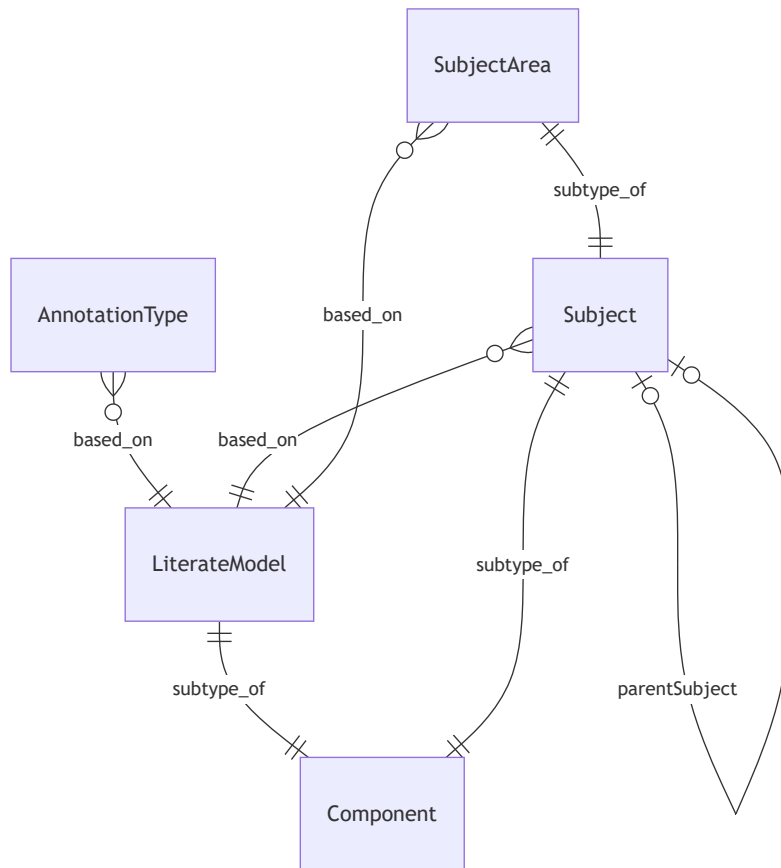 SubjectArea
subtype_of
AnnotationType
based_on
Subject
based_on
based_on
LiterateModel
subtype_of
subtype_of
parentSubject
Component